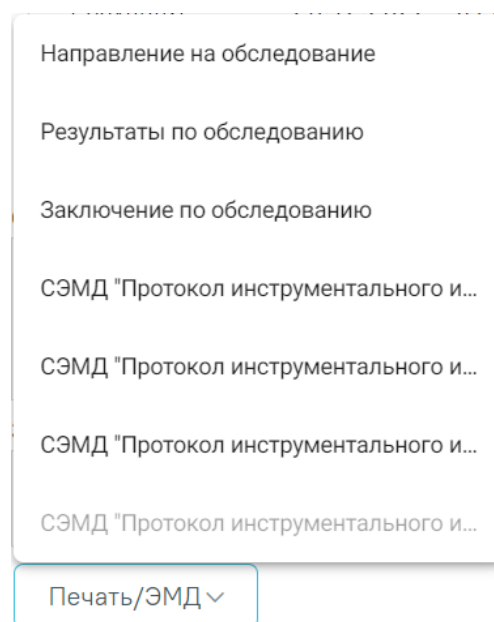 Направление на обследование
Результаты по обследованию
Заключение по обследованию
СЭМД "Протокол инструментального и...
СЭМД "Протокол инструментального и...
СЭМД "Протокол инструментального и...
СЭМД "Протокол инструментального и...
Печать/ЭМД